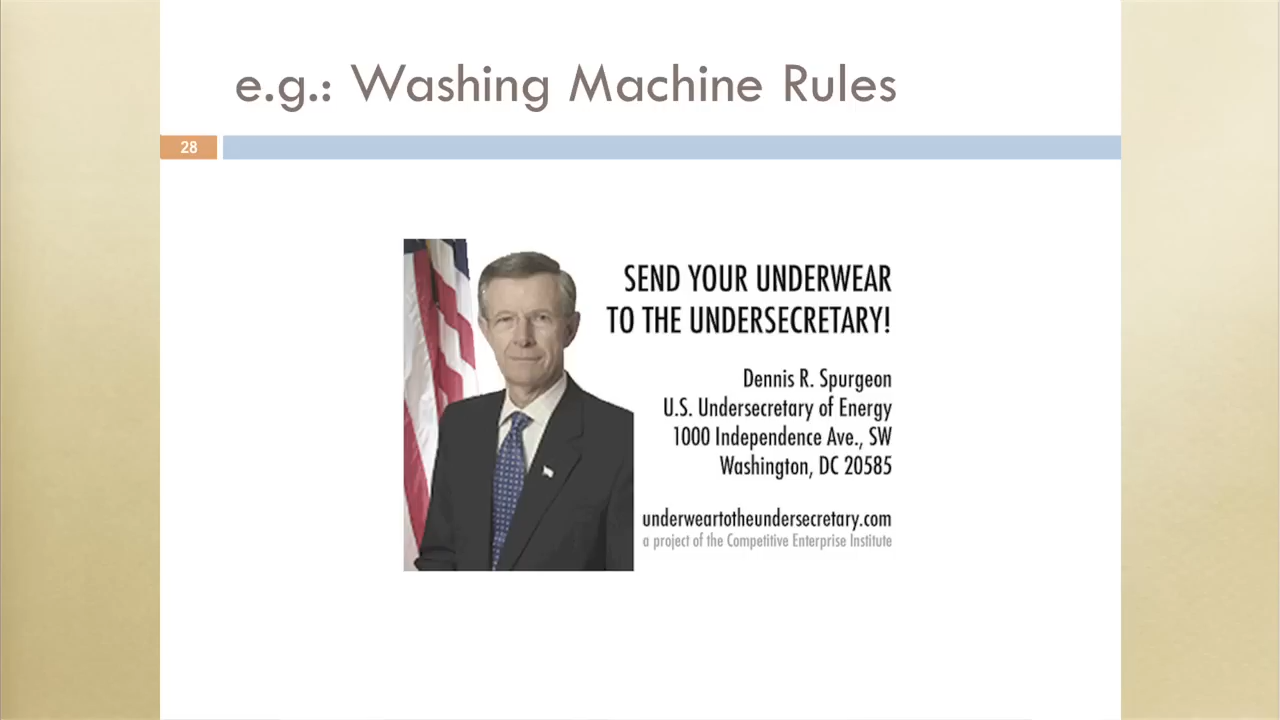 e.g.: Washing Machine Rules
28
SEND YOUR UNDERWEAR
TO THE UNDERSECRETARY!
Dennis R. Spurgeon
U.S. Undersecretary of Energy
1000 Independence Ave., SW
Washington, DC 20585
underweartotheundersecretary.com
a project of the Competitive Enterprise Institute